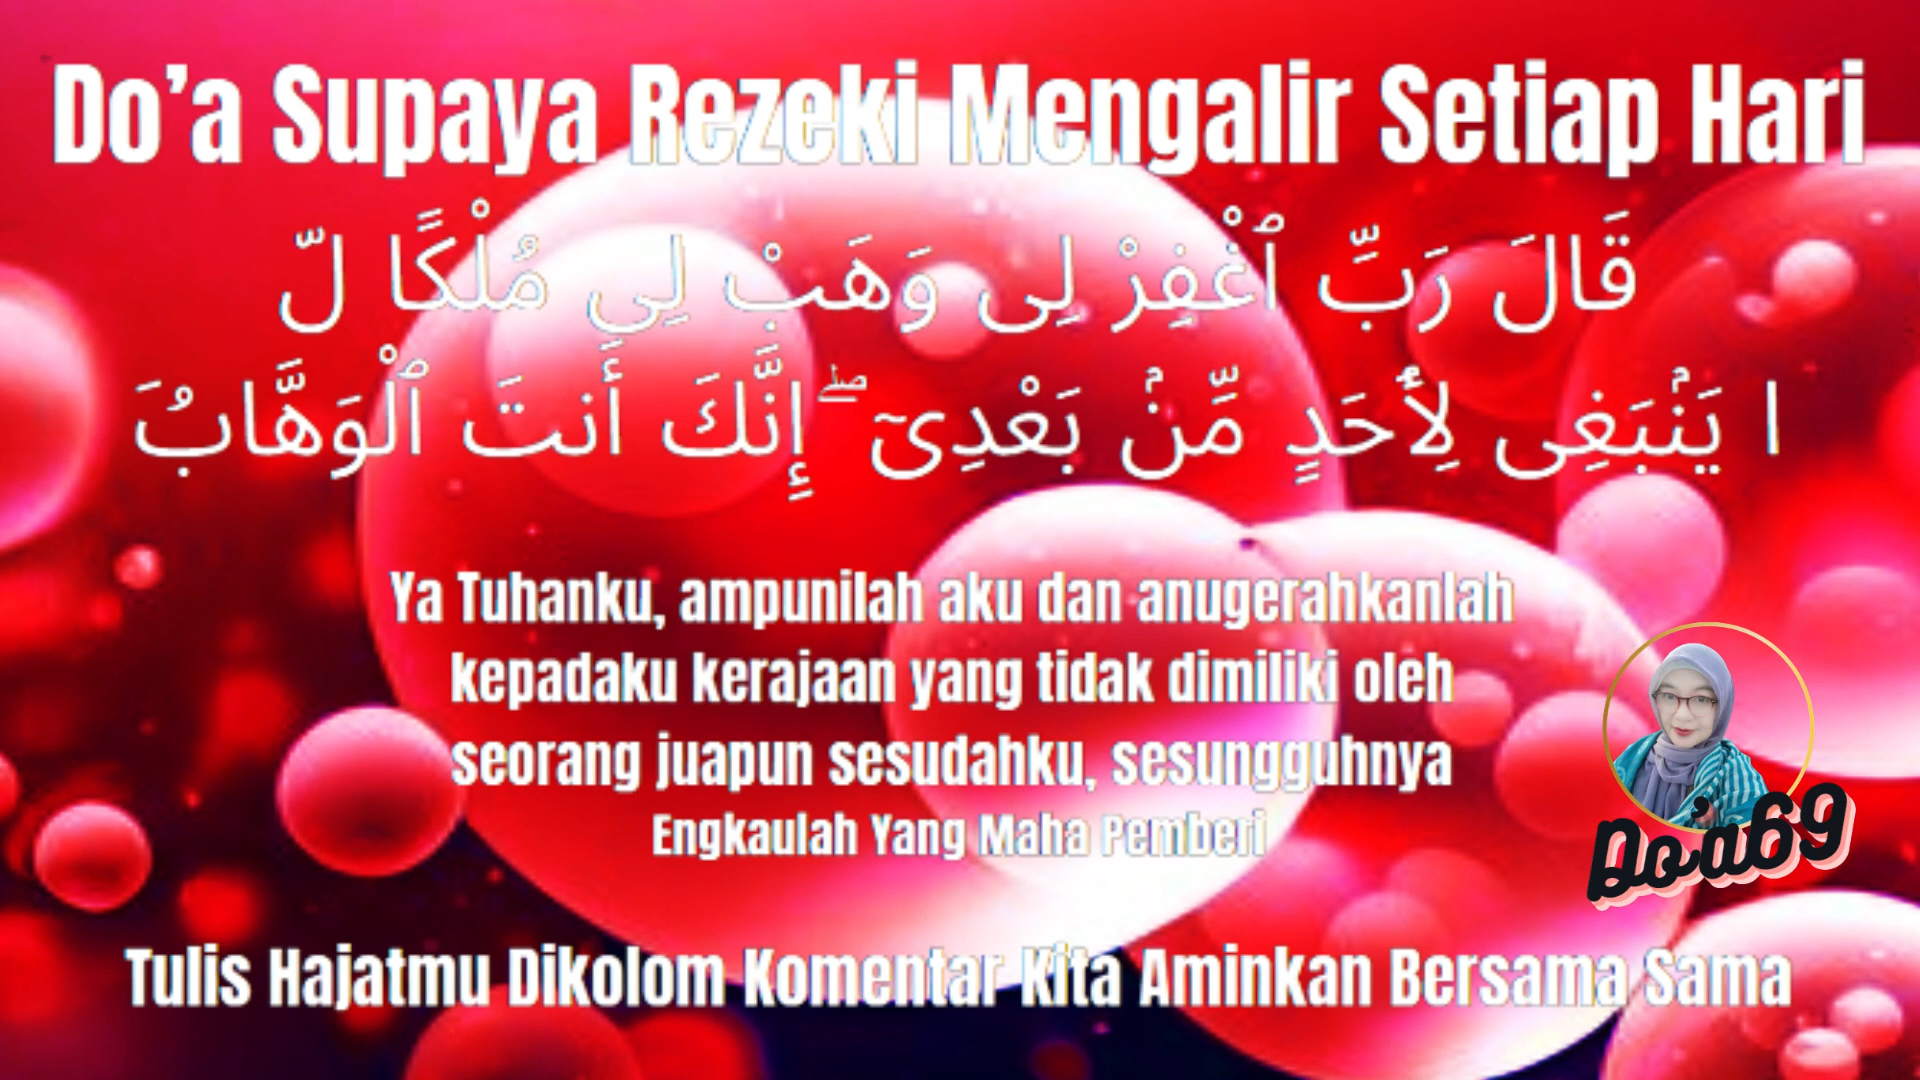 Do'a Supaya Rezeki Mengalir Setiap Hari
قَالَ رَبِّ ٱغْفِرْ لِى وَهَبْ لِى مُلْكًا لّ
ا يَنۢبَغِى لِأَحَدٍ مِّنۢ بَعْدِىٓ ۖ إِنَّكَ أَنتَ ٱلْوَهَّابُ
Ya Tuhanku, ampunilah aku dan anugerahkanlah
kepadaku kerajaan yang tidak dimiliki oleh
seorang juapun sesudahku, sesungguhnya
Engkaulah Yang Maha Pemberi
Do'a69
Tulis Hajatmu Dikolom Komentar Kita Aminkan Bersama Sama